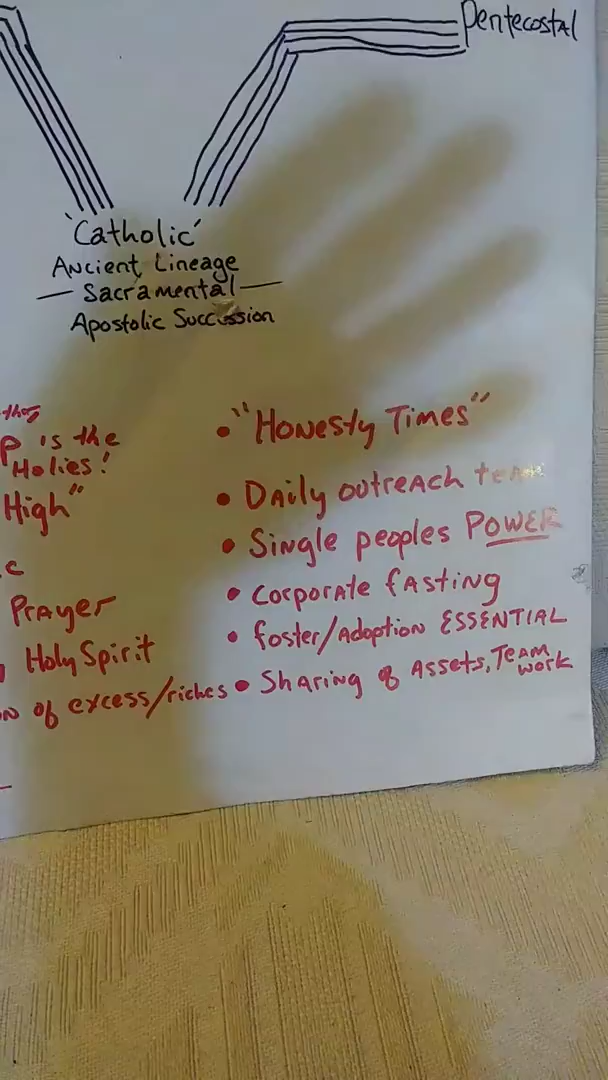 Pentecostal
'Catholic'
Ancient Lineage
Sacramental
Apostolic Succession
is the
Holies!
High"
Prayer
Holy Spirit
of excess/riches
• "Honesty Times"
• Daily outreach team
• Single peoples POWER
• Corporate fasting
• foster/Adoption ESSENTIAL
• Sharing of Assets, Team
work